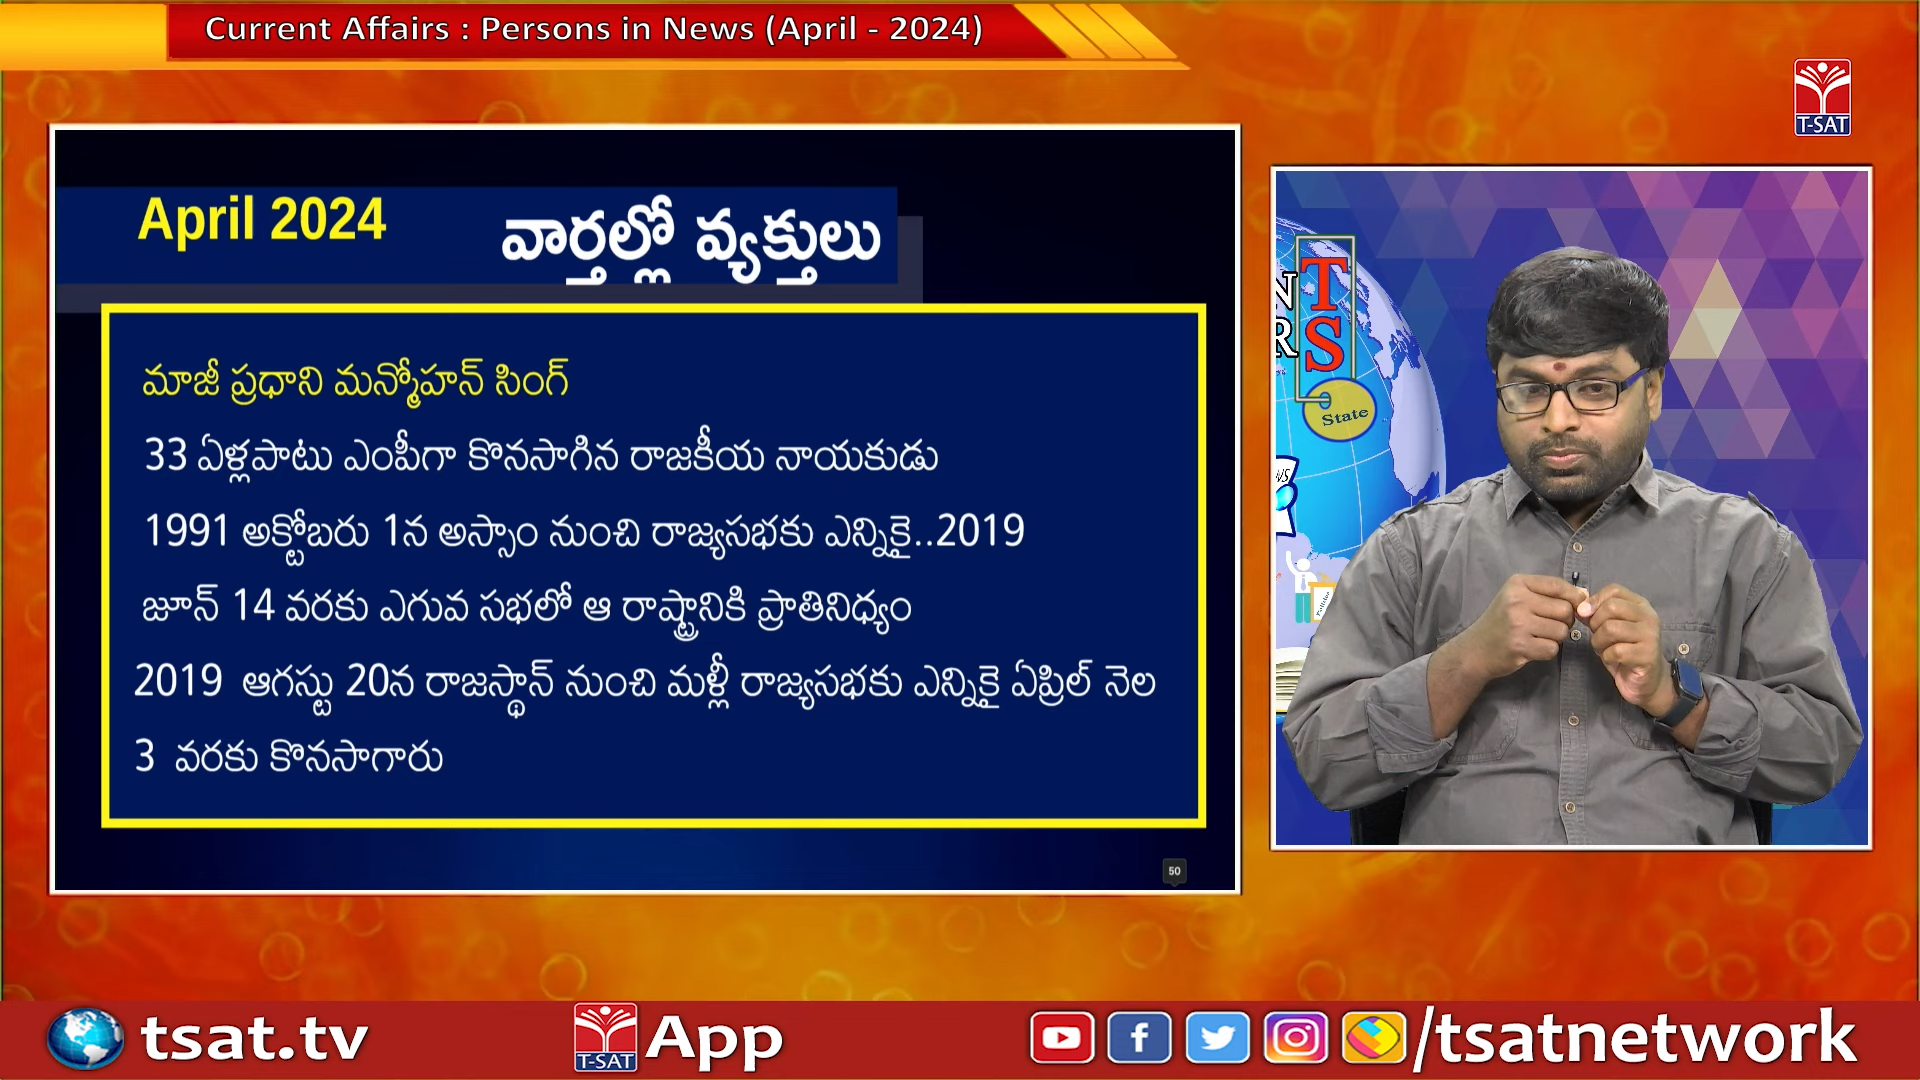 Current Affairs : Persons in News (April - 2024)
T-SAT
April 2024 వార్తల్లో వ్యక్తులు
మాజీ ప్రధాని మన్మోహన్ సింగ్
33 ఏళ్లపాటు ఎంపీగా కొనసాగిన రాజకీయ నాయకుడు
1991 అక్టోబరు 1న అస్సాం నుంచి రాజ్యసభకు ఎన్నికై..2019
జూన్ 14 వరకు ఎగువ సభలో ఆ రాష్ట్రానికి ప్రాతినిధ్యం
2019 ఆగస్టు 20న రాజస్థాన్ నుంచి మళ్లీ రాజ్యసభకు ఎన్నికై ఏప్రిల్ నెల
3 వరకు కొనసాగారు
50
TS
State
tsat.tv
T-SAT App
/tsatnetwork